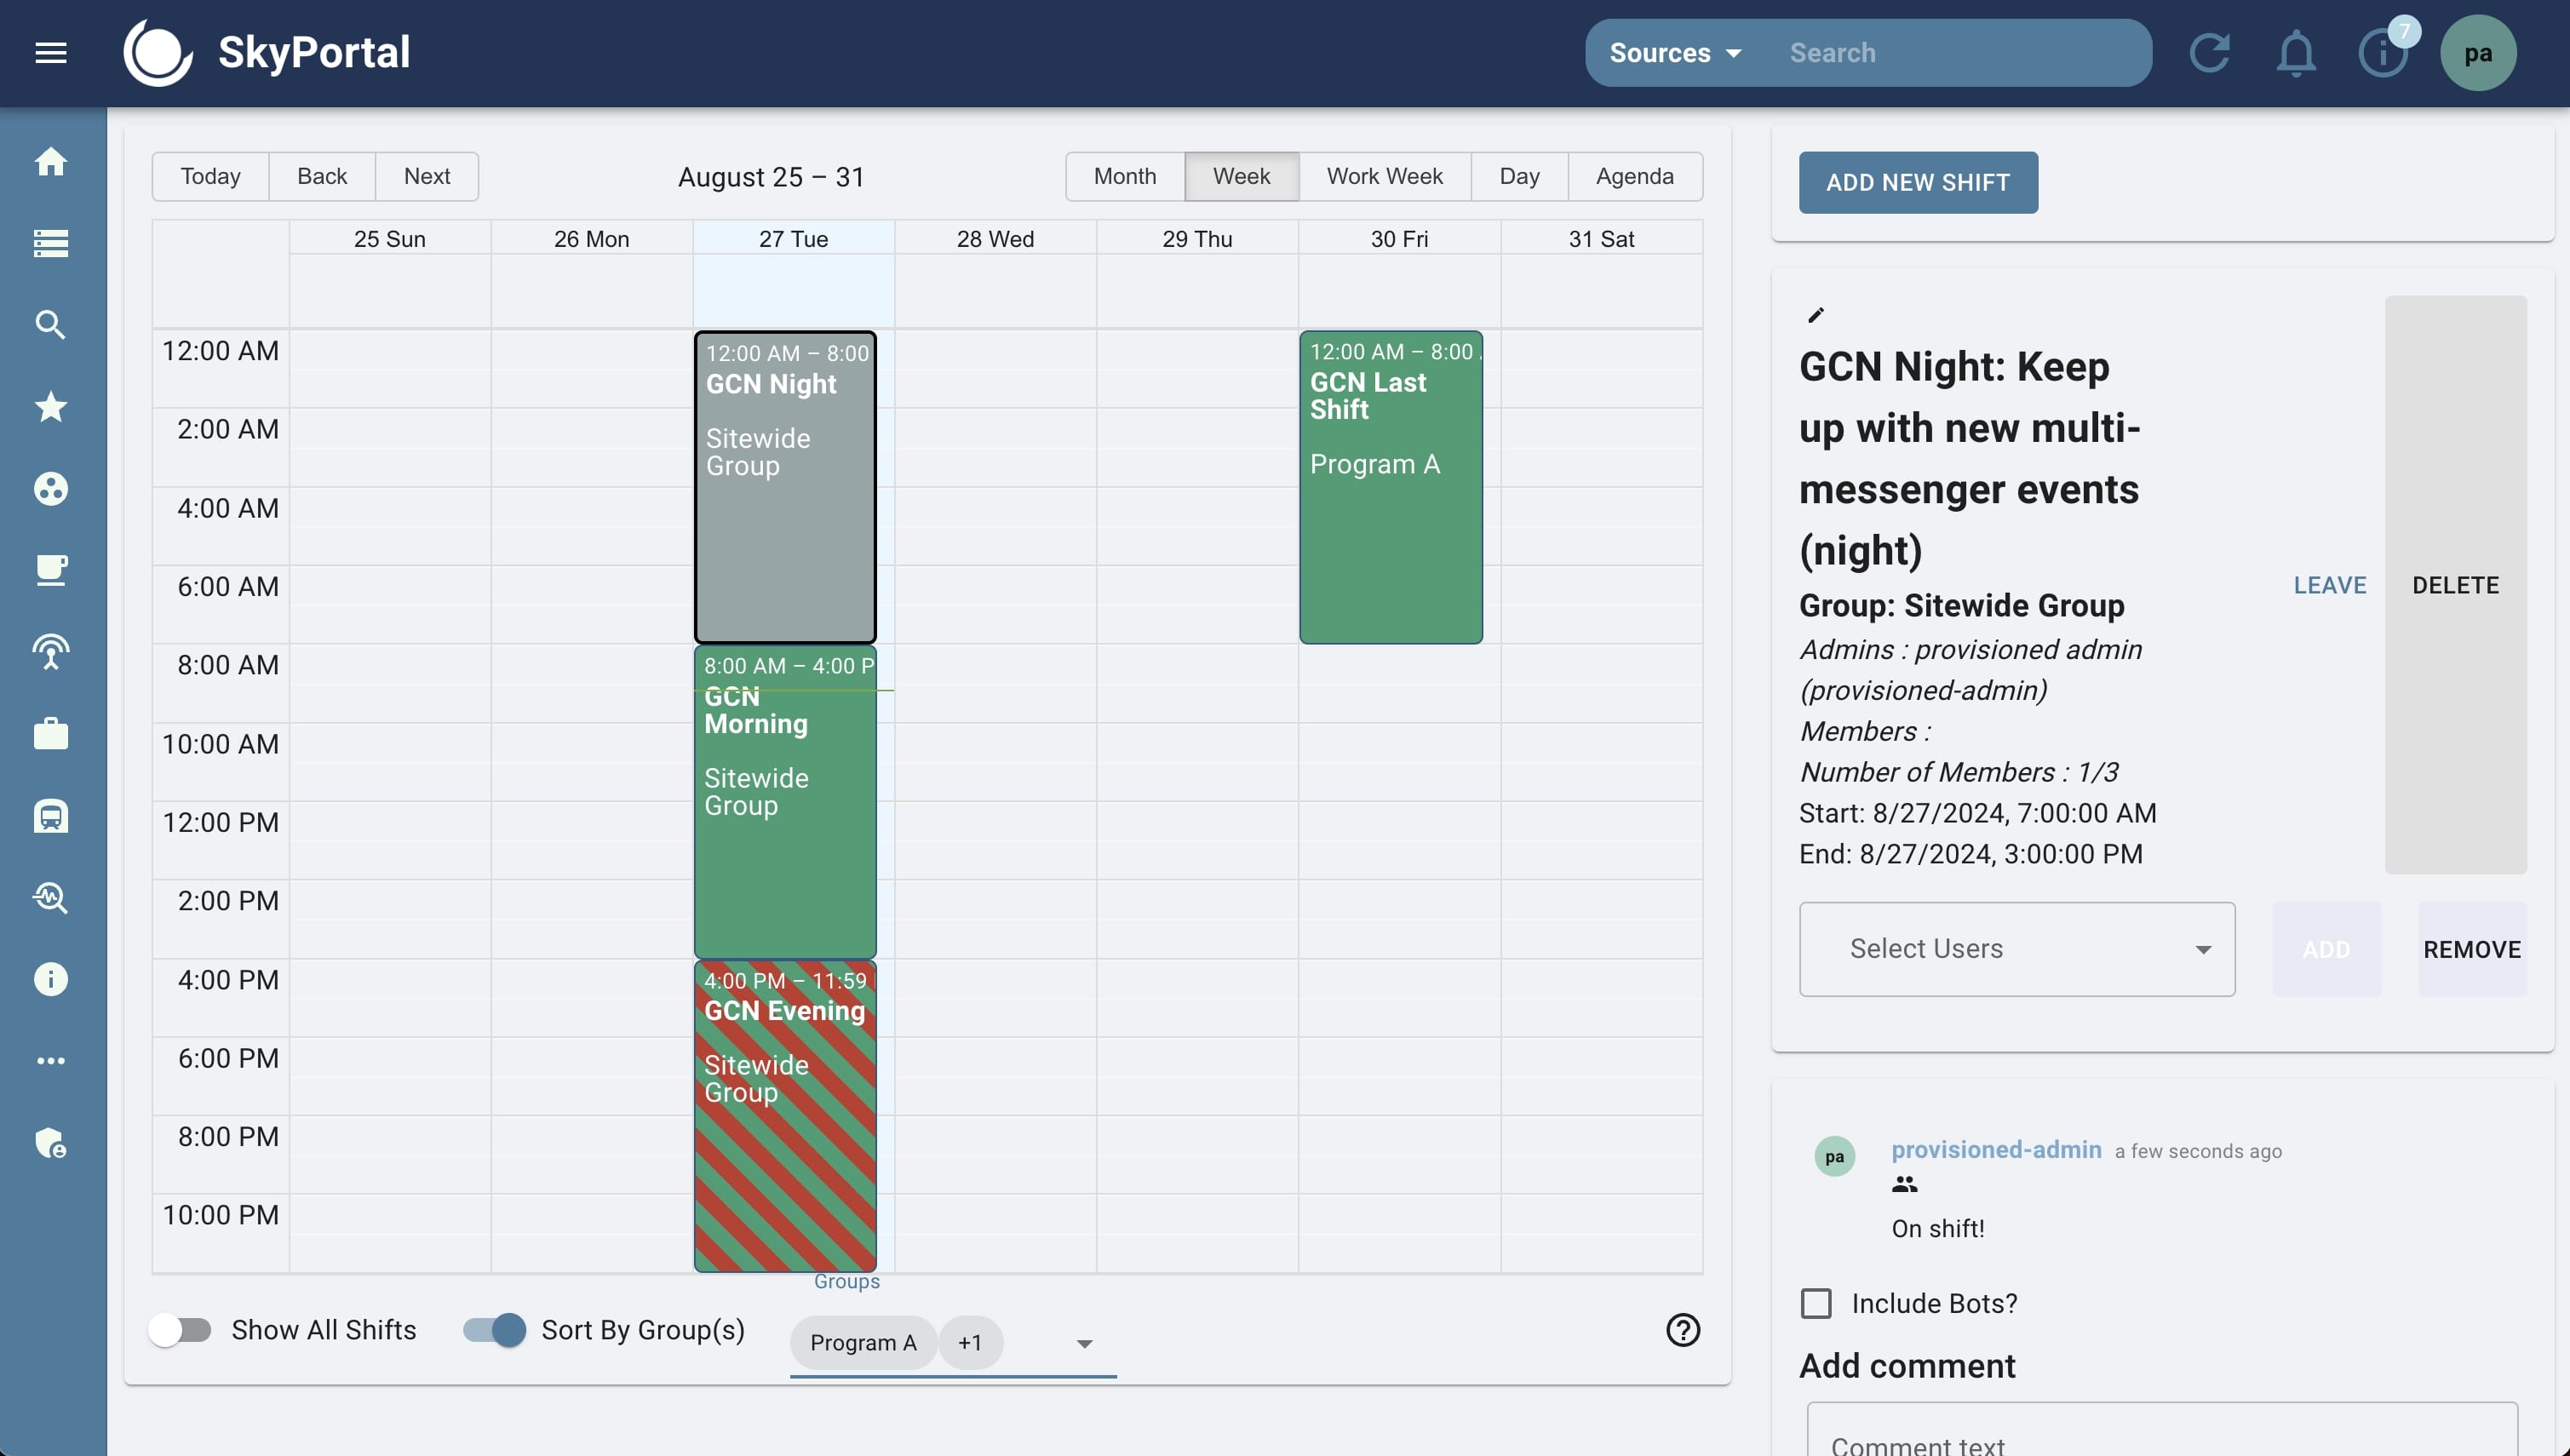 SkyPortal
Sources
Search
7
pa
Today
Back
Next
August 25 – 31
Month
Week
Work Week
Day
Agenda
25 Sun
26 Mon
27 Tue
28 Wed
29 Thu
30 Fri
31 Sat
12:00 AM
2:00 AM
4:00 AM
6:00 AM
8:00 AM
10:00 AM
12:00 PM
2:00 PM
4:00 PM
6:00 PM
8:00 PM
10:00 PM
12:00 AM – 8:00
GCN Night
Sitewide
Group
8:00 AM – 4:00 P
GCN
Morning
Sitewide
Group
4:00 PM – 11:59
GCN Evening
Sitewide
Group
12:00 AM – 8:00
GCN Last
Shift
Program A
Show All Shifts
Sort By Group(s)
Groups
Program A
+1
ADD NEW SHIFT
GCN Night: Keep
up with new multi-
messenger events
(night)
Group: Sitewide Group
Admins : provisioned admin
(provisioned-admin)
Members :
Number of Members : 1/3
Start: 8/27/2024, 7:00:00 AM
End: 8/27/2024, 3:00:00 PM
LEAVE
DELETE
Select Users
ADD
REMOVE
pa
provisioned-admin a few seconds ago
On shift!
Include Bots?
Add comment
Comment text